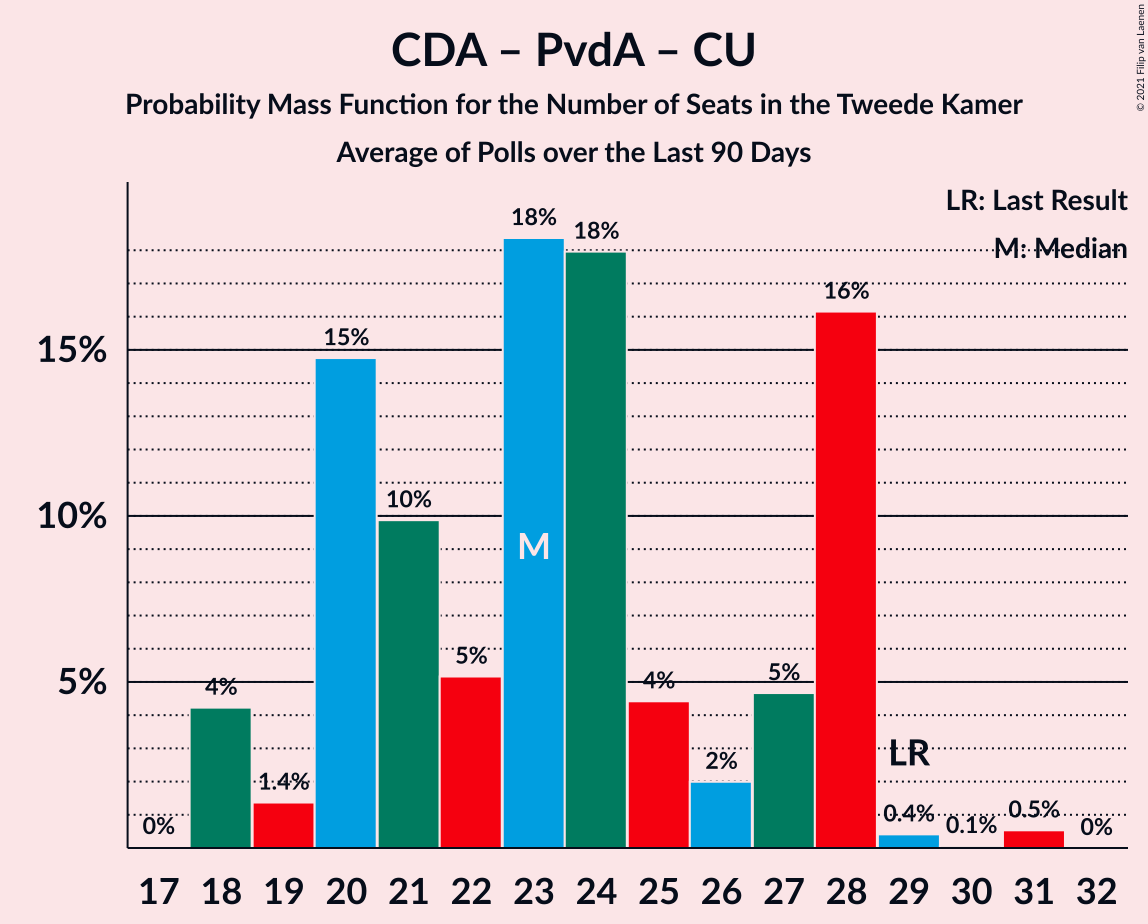 CDA – PvdA – CU
Probability Mass Function for the Number of Seats in the Tweede Kamer
Average of Polls over the Last 90 Days
© 2021 Filip van Laenen
LR: Last Result
M: Median
15%
10%
5%
0%
4%
1.4%
15%
10%
5%
18%
18%
4%
2%
5%
16%
0.4%
0.1%
0.5%
0%
M
LR
17 18 19 20 21 22 23 24 25 26 27 28 29 30 31 32